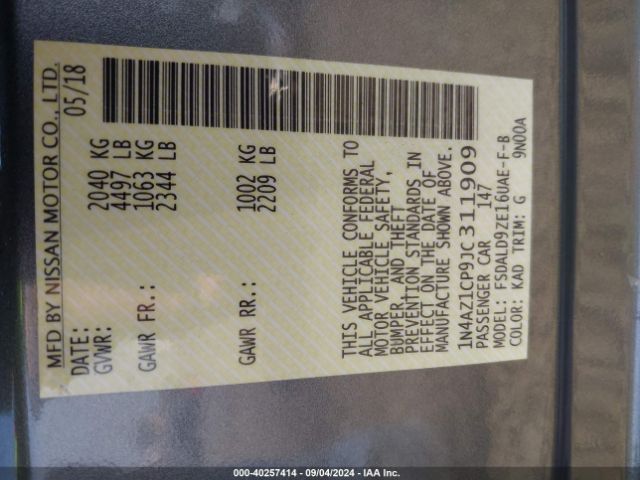 MFD BY NISSAN MOTOR CO., LTD.
DATE: 05/18
GVWR: 2040 KG
4497 LB
GAWR FR.: 1063 KG
2344 LB
GAWR RR.: 1002 KG
2209 LB
THIS VEHICLE CONFORMS TO
ALL APPLICABLE FEDERAL
MOTOR VEHICLE SAFETY,
BUMPER, AND THEFT
PREVENTION STANDARDS IN
EFFECT ON THE DATE OF
MANUFACTURE SHOWN ABOVE.
1N4AZ1CP9JC311909
PASSENGER CAR 147
MODEL: FSDALD9ZE16UAE-F-B
COLOR: KAD TRIM: G 9N00A
000-40257414 - 09/04/2024 - IAA Inc.